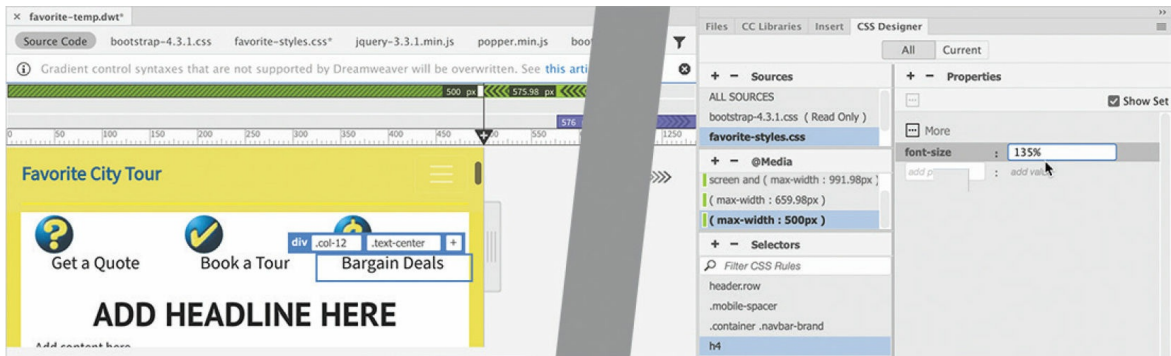 × favorite-temp.dwt*
Source Code bootstrap-4.3.1.css favorite-styles.css* jquery-3.3.1.min.js popper.min.js
Gradient control syntaxes that are not supported by Dreamweaver will be overwritten. See this
500 px 575.98 px
576
0 50 100 150 200 250 300 350 400 450 550 1250
Favorite City Tour
div .col-12 .text-center +
Get a Quote Book a Tour Bargain Deals
ADD HEADLINE HERE
Add content here
Files CC Libraries Insert CSS Designer
All Current
+ − Sources
ALL SOURCES
bootstrap-4.3.1.css ( Read Only )
favorite-styles.css
+ − @Media
screen and ( max-width : 991.98px )
( max-width : 659.98px )
( max-width : 500px )
+ − Selectors
Filter CSS Rules
header.row
.mobile-spacer
.container .navbar-brand
h4
+ − Properties
Show Set
More
font-size : 135%
add : add